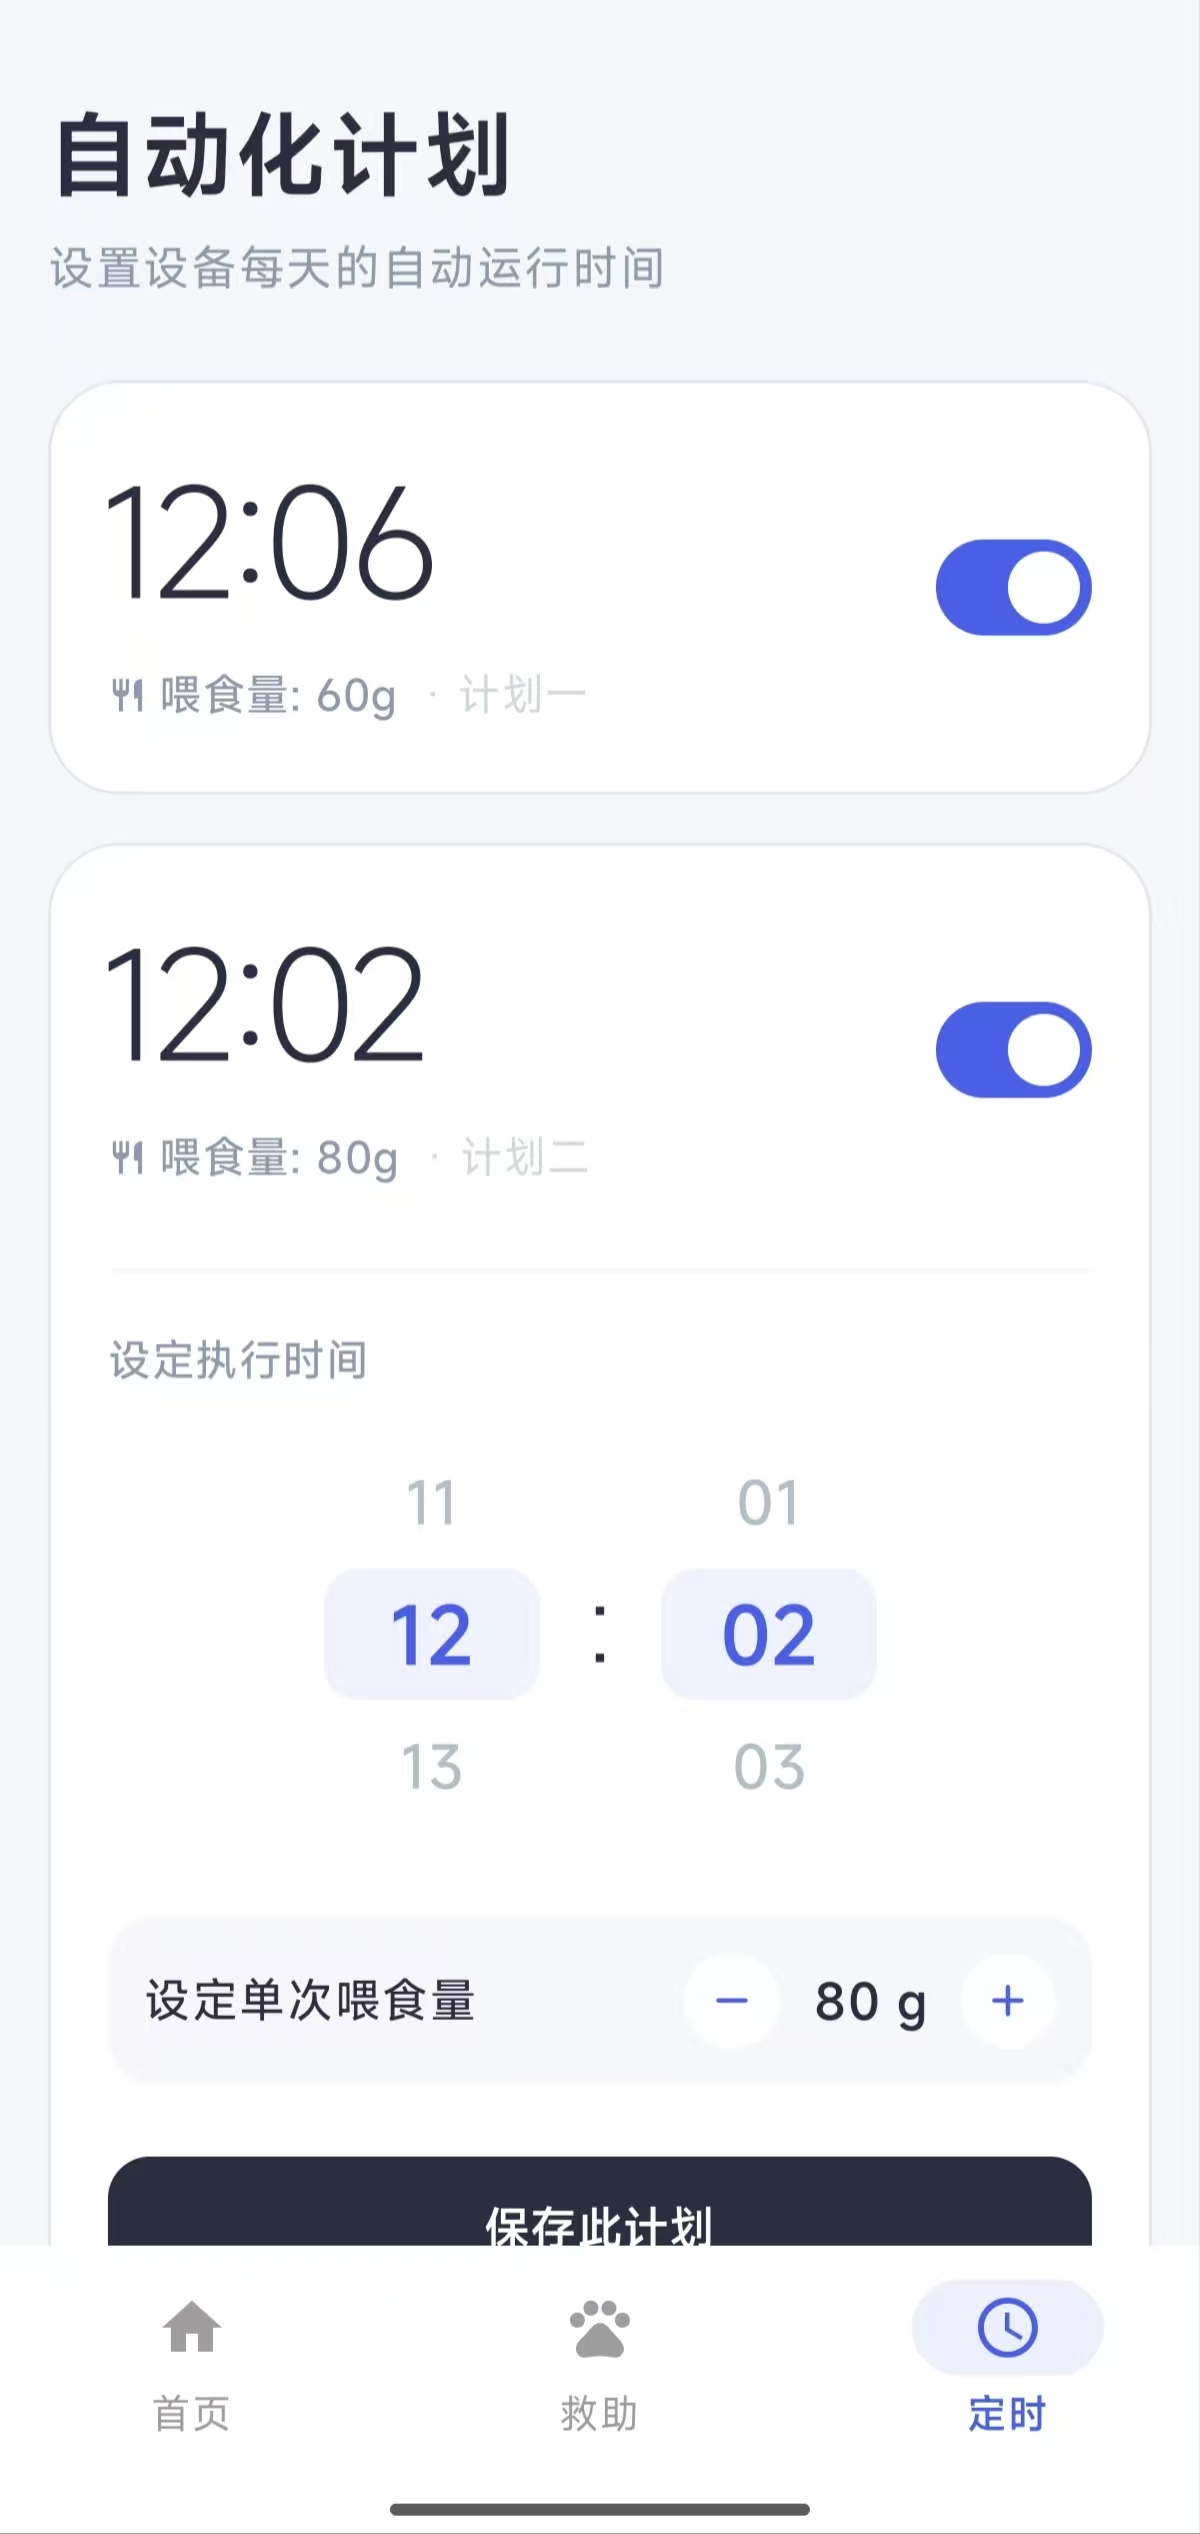 自动化计划
设置设备每天的自动运行时间
12:06
喂食量: 60g · 计划一
12:02
喂食量: 80g · 计划二
设定执行时间
11 01
12 : 02
13 03
设定单次喂食量 − 80 g +
保存此计划
首页 救助 定时